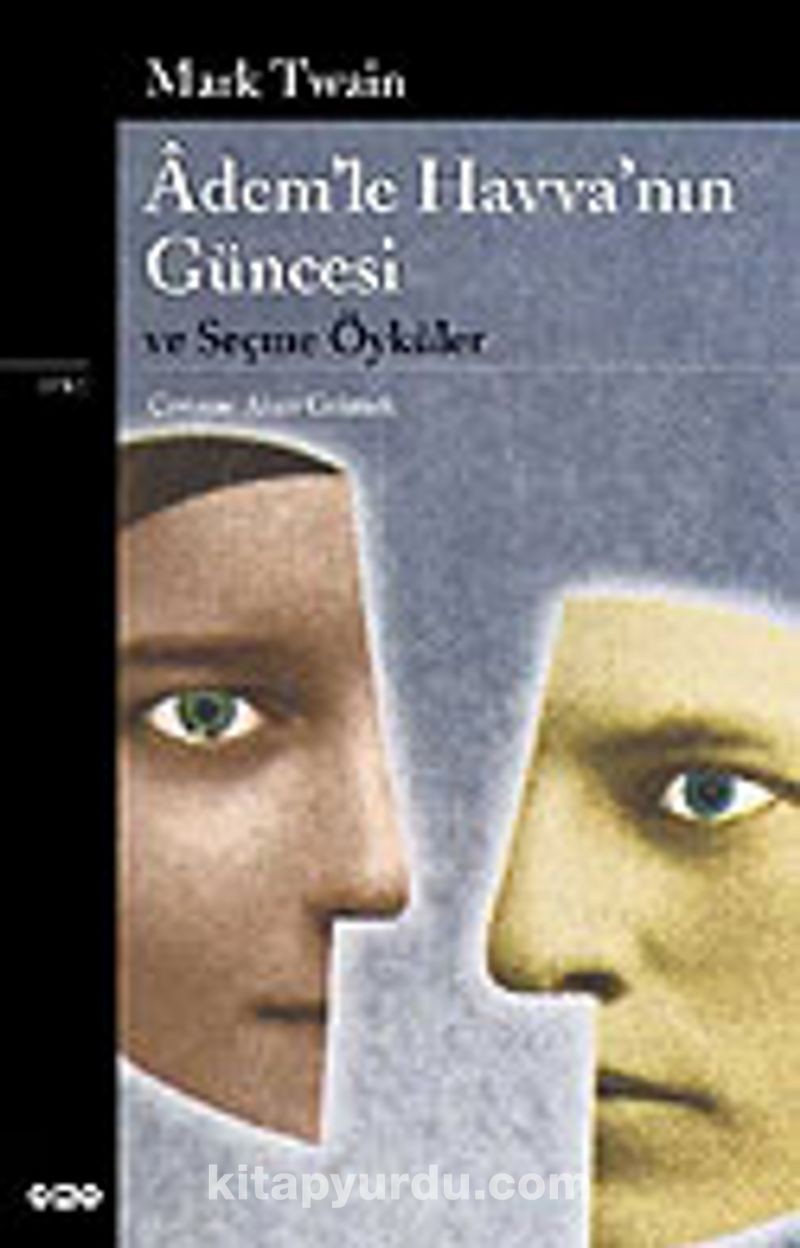 Mark Twain
Âdem'le Havva'nın
Güncesi
ve Seçme Öyküler
kitapyurdu.com